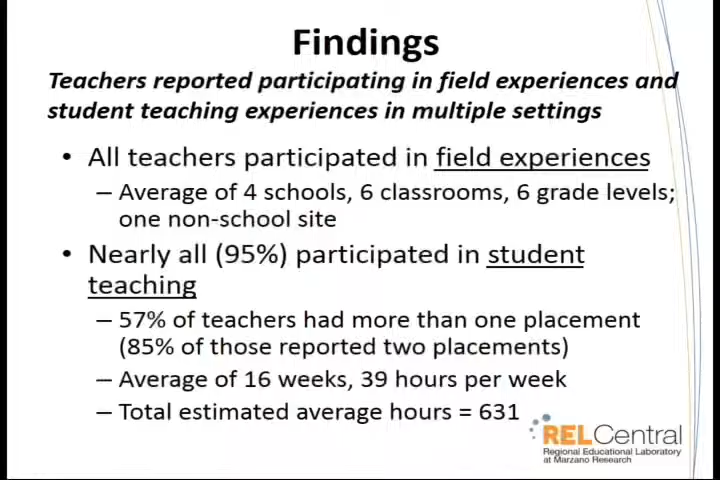 Findings
Teachers reported participating in field experiences and
student teaching experiences in multiple settings
• All teachers participated in field experiences
– Average of 4 schools, 6 classrooms, 6 grade levels;
one non-school site
• Nearly all (95%) participated in student
teaching
– 57% of teachers had more than one placement
(85% of those reported two placements)
– Average of 16 weeks, 39 hours per week
– Total estimated average hours = 631
RELCentral
Regional Educational Laboratory
at Marzano Research